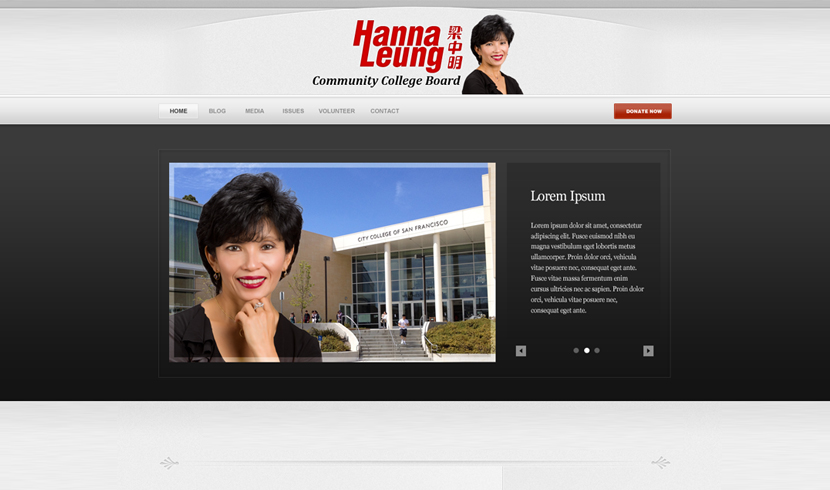 Hanna
Leung
梁中明
Community College Board
HOME BLOG MEDIA ISSUES VOLUNTEER CONTACT
DONATE NOW
CITY COLLEGE OF SAN FRANCISCO
Lorem Ipsum
Lorem ipsum dolor sit amet, consectetur
adipiscing elit. Fusce euismod nibh eu
magna vestibulum eget lobortis metus
ullamcorper. Proin dolor orci, vehicula
vitae posuere nec, consequat eget ante.
Fusce vitae massa fermentum enim
cursus ultricies nec ac sapien. Proin dolor
orci, vehicula vitae posuere nec,
consequat eget ante.